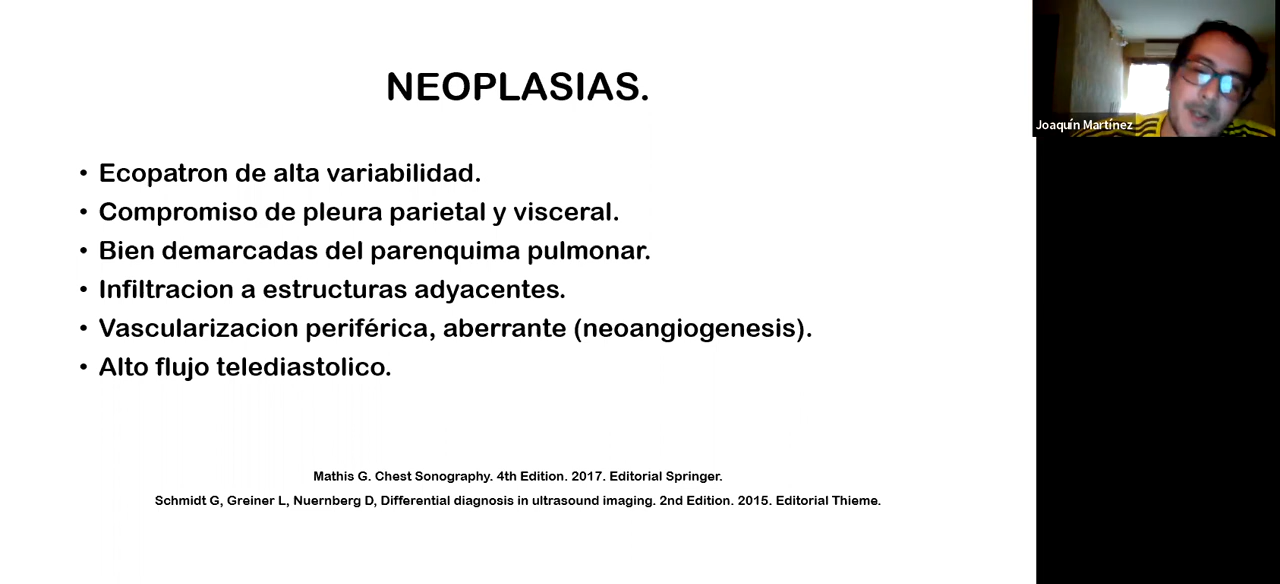 NEOPLASIAS.
• Ecopatron de alta variabilidad.
• Compromiso de pleura parietal y visceral.
• Bien demarcadas del parenquima pulmonar.
• Infiltracion a estructuras adyacentes.
• Vascularizacion periférica, aberrante (neoangiogenesis).
• Alto flujo telediastolico.
Mathis G. Chest Sonography. 4th Edition. 2017. Editorial Springer.
Schmidt G, Greiner L, Nuernberg D, Differential diagnosis in ultrasound imaging. 2nd Edition. 2015. Editorial Thieme.
Joaquín Martínez